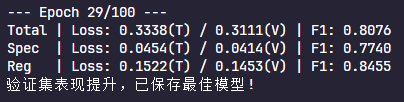 --- Epoch 29/100 ---
Total | Loss: 0.3338(T) / 0.3111(V) | F1: 0.8076
Spec  | Loss: 0.0454(T) / 0.0414(V) | F1: 0.7740
Reg   | Loss: 0.1522(T) / 0.1453(V) | F1: 0.8455
验证集表现提升，已保存最佳模型！